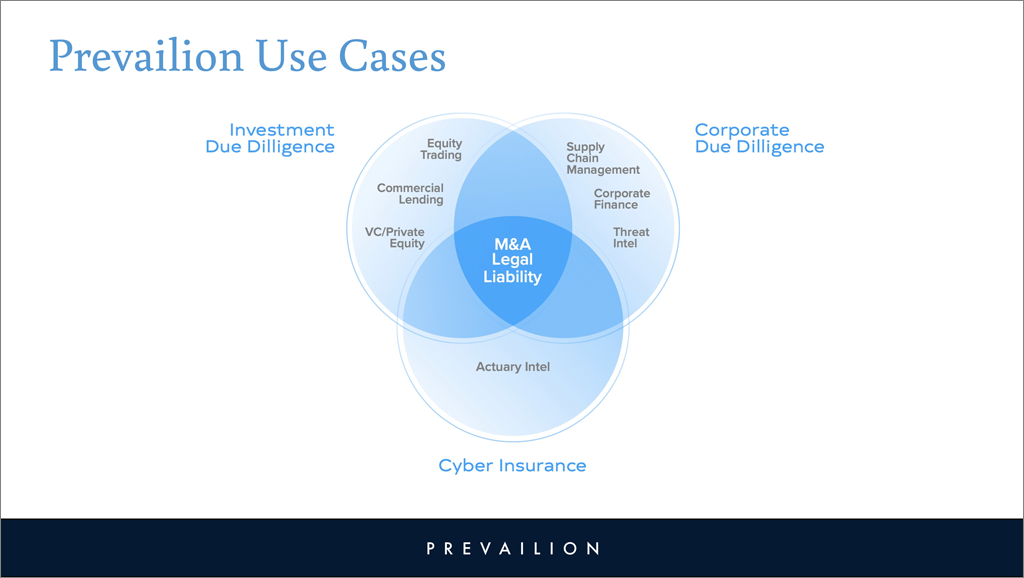 Prevailion Use Cases
Investment
Due Dilligence
Corporate
Due Dilligence
Equity
Trading
Commercial
Lending
VC/Private
Equity
Supply
Chain
Management
Corporate
Finance
Threat
Intel
M&A
Legal
Liability
Actuary Intel
Cyber Insurance
PREVAILION